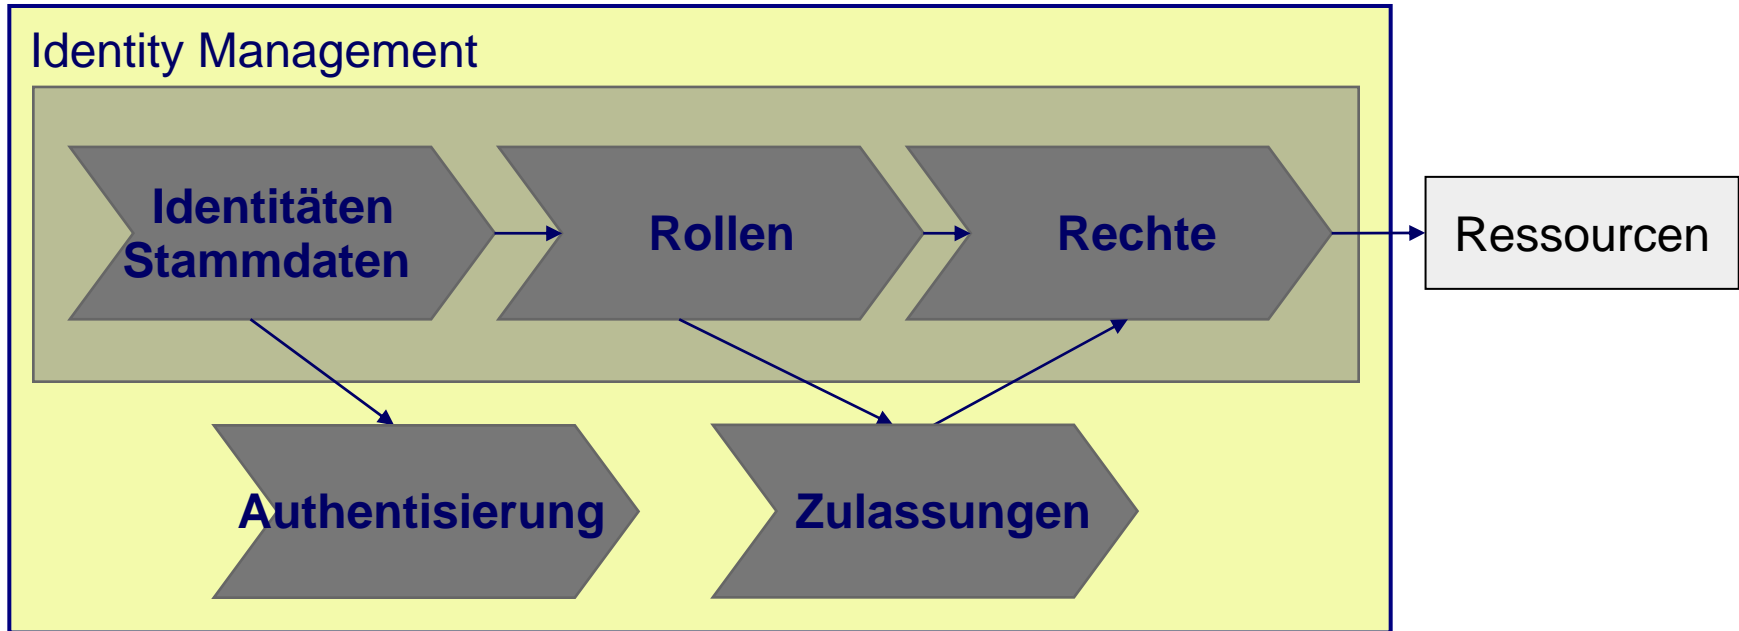 Identity Management
Identitäten
Stammdaten
Rollen
Rechte
Ressourcen
Authentisierung
Zulassungen